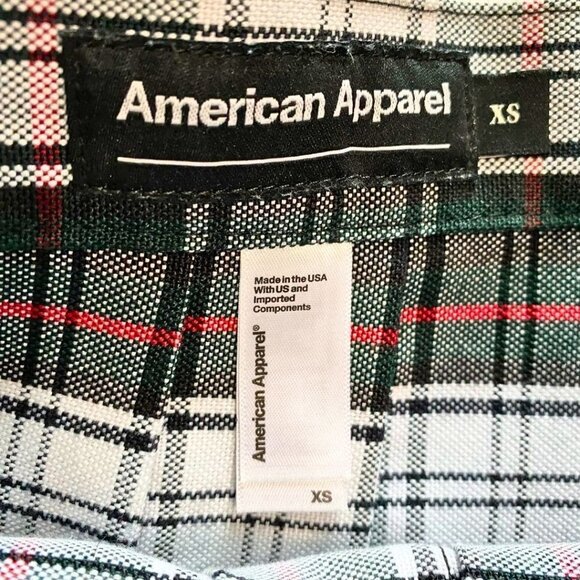 American Apparel
XS
Made in the USA
With US and
Imported
Components
American Apparel®
XS